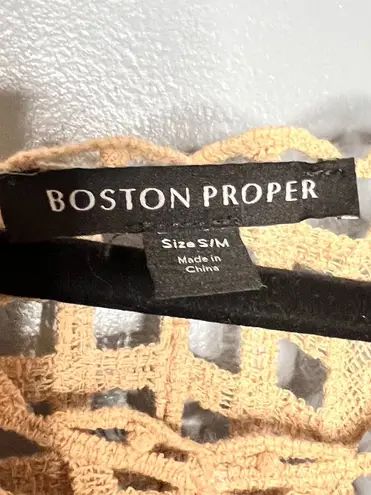 BOSTON PROPER
Size S/M
Made in
China